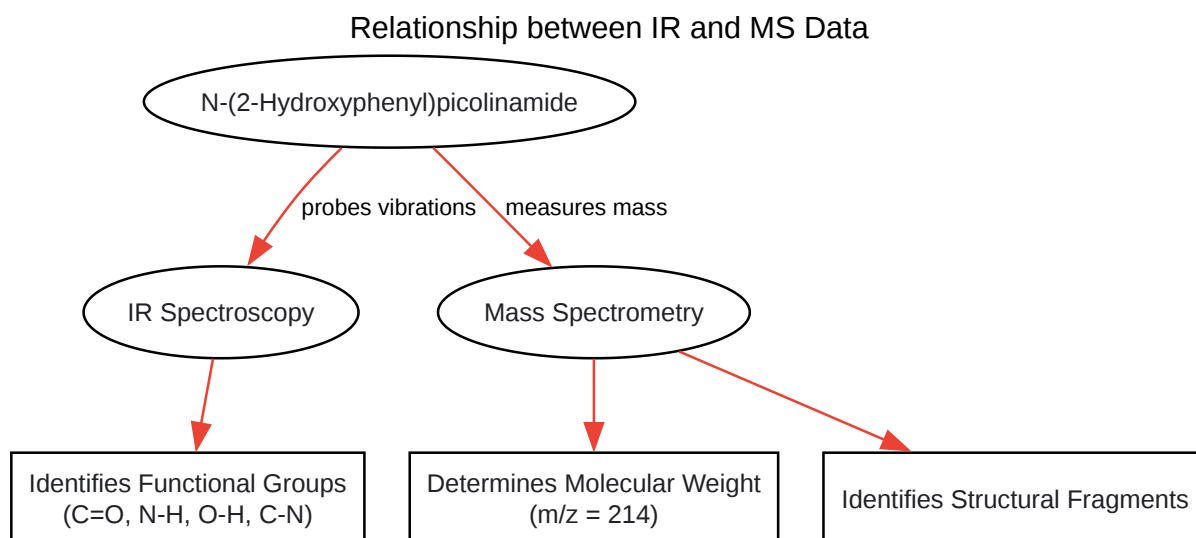 Relationship between IR and MS Data
N-(2-Hydroxyphenyl)picolinamide
probes vibrations
measures mass
IR Spectroscopy
Mass Spectrometry
Identifies Functional Groups
(C=O, N-H, O-H, C-N)
Determines Molecular Weight
(m/z = 214)
Identifies Structural Fragments